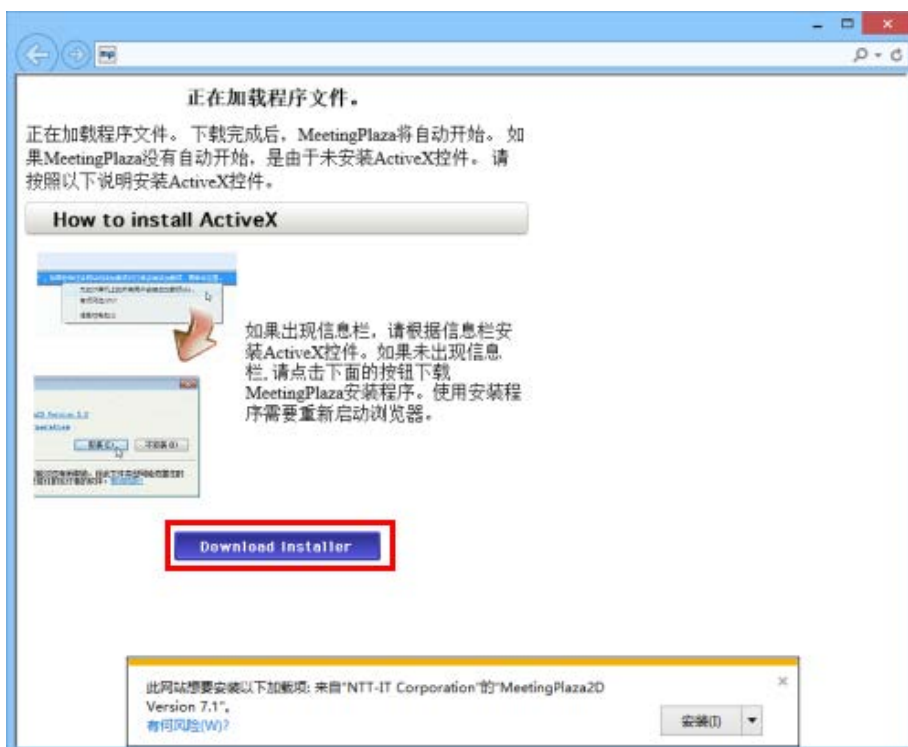 正在加载程序文件。
正在加载程序文件。 下载完成后，MeetingPlaza将自动开始。 如
果MeetingPlaza没有自动开始，是由于未安装ActiveX控件。 请
按照以下说明安装ActiveX控件。
How to install ActiveX
如果出现信息栏，请根据信息栏安
装ActiveX控件。如果未出现信息
栏,请点击下面的按钮下载
MeetingPlaza安装程序。使用安装程
序需要重新启动浏览器。
Download Installer
此网站想要安装以下加载项: 来自"NTT-IT Corporation"的"MeetingPlaza2D
Version 7.1"。
有何风险(W)?
安装(I)